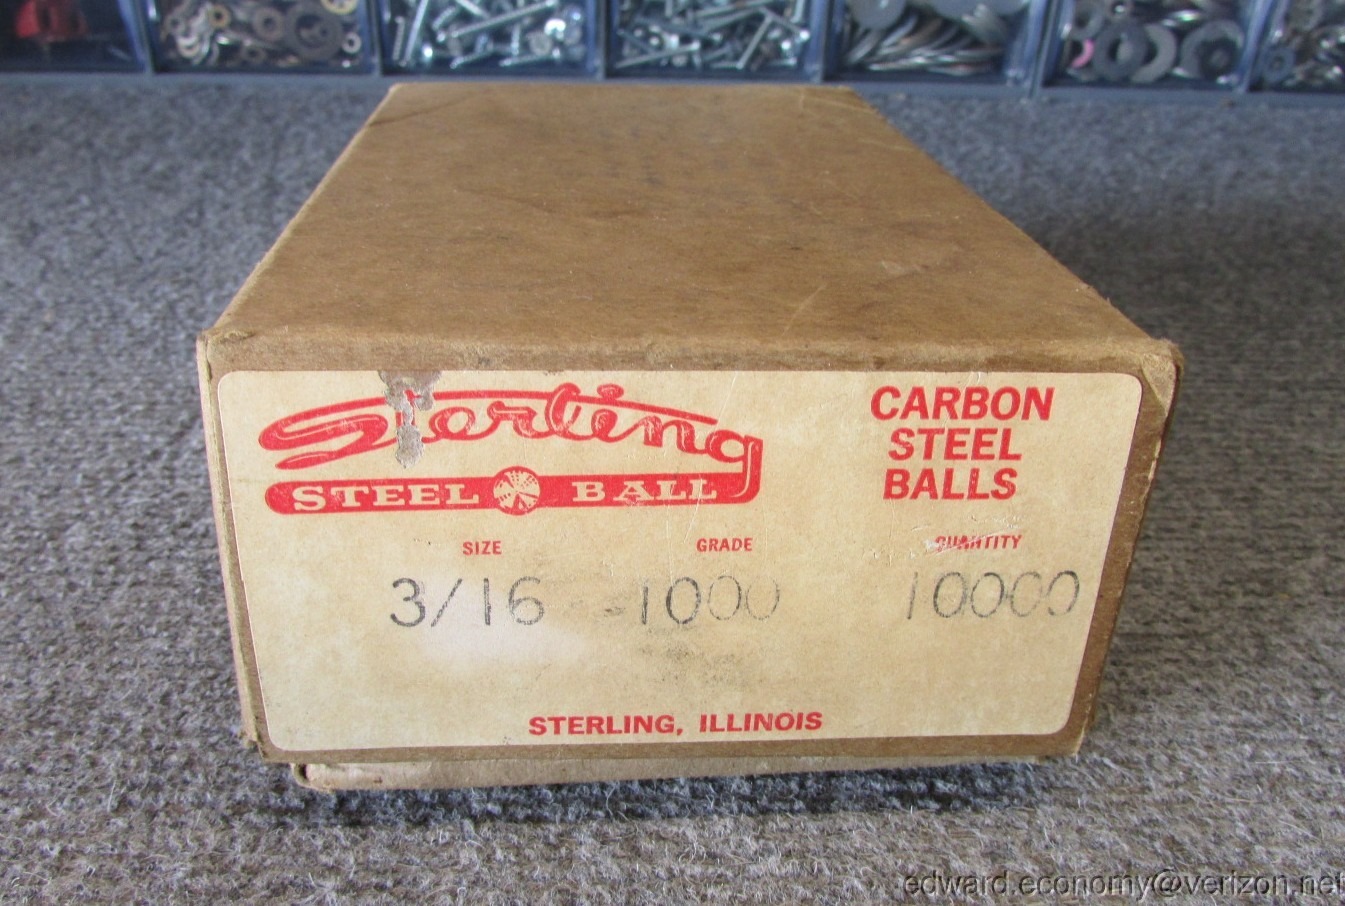 Sterling
STEEL BALL
CARBON
STEEL
BALLS
SIZE GRADE QUANTITY
3/16 1000 10000
STERLING, ILLINOIS
edward.economy@verizon.net